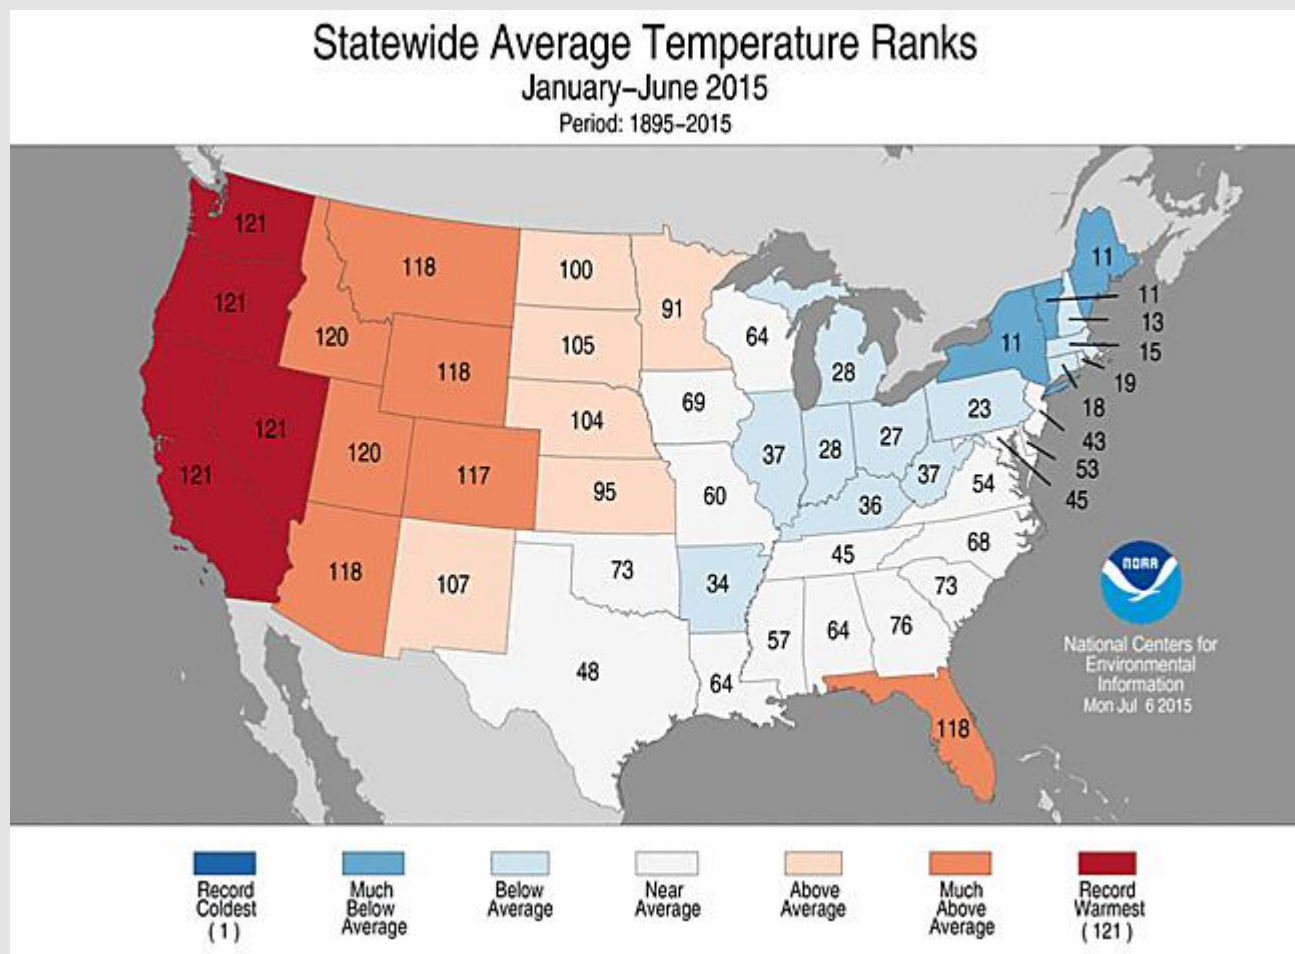 Statewide Average Temperature Ranks
January–June 2015
Period: 1895–2015
121
118
100
91
11
11
121
120
118
105
64
28
11
13
15
19
18
69
104
23
43
121
120
117
95
60
37
28
27
37
54
53
45
121
36
118
107
73
34
45
68
73
57
64
76
48
64
118
NOAA
National Centers for
Environmental
Information
Mon Jul 6 2015
Record
Coldest
( 1 )
Much
Below
Average
Below
Average
Near
Average
Above
Average
Much
Above
Average
Record
Warmest
( 121 )